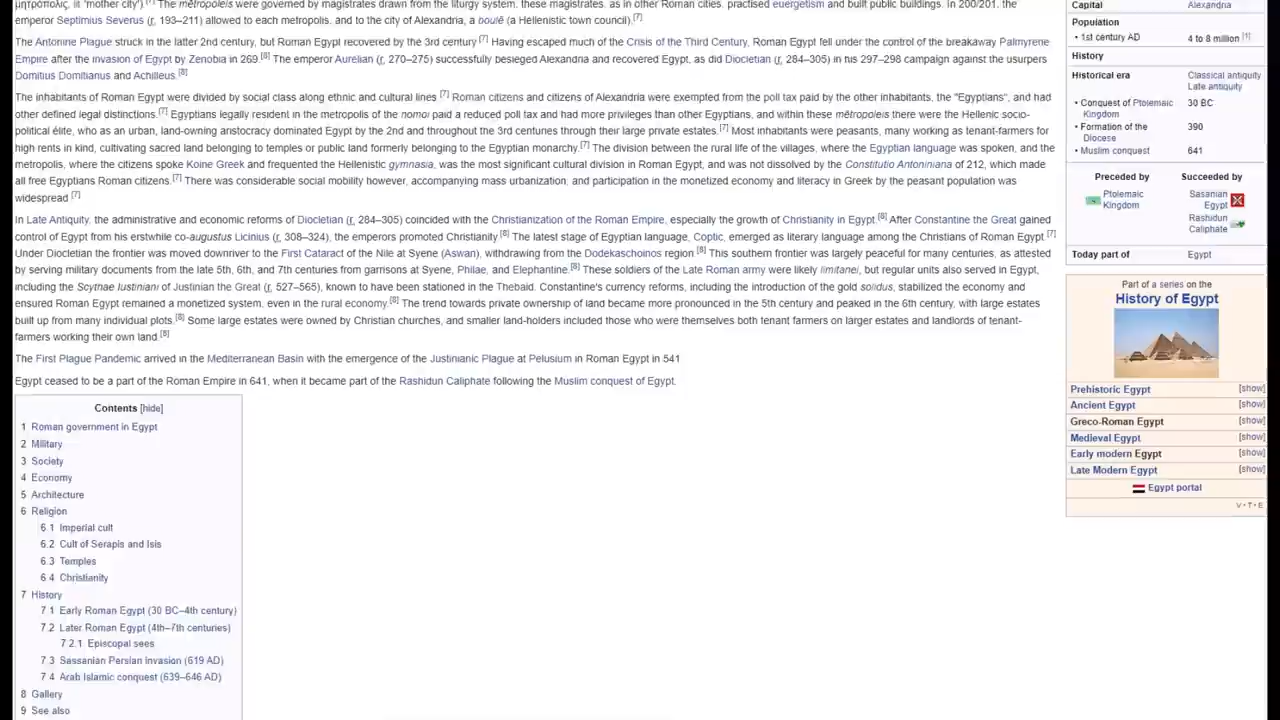 μητρόπολις, lit 'mother city').[7] The mētropoleis were governed by magistrates drawn from the liturgy system, these magistrates, as in other Roman cities, practised euergetism and built public buildings. In 200/201, the
emperor Septimius Severus (r. 193–211) allowed to each metropolis, and to the city of Alexandria, a boulē (a Hellenistic town council).[7]
The Antonine Plague struck in the latter 2nd century, but Roman Egypt recovered by the 3rd century.[7] Having escaped much of the Crisis of the Third Century, Roman Egypt fell under the control of the breakaway Palmyrene
Empire after the invasion of Egypt by Zenobia in 269.[8] The emperor Aurelian (r. 270–275) successfully besieged Alexandria and recovered Egypt, as did Diocletian (r. 284–305) in his 297–298 campaign against the usurpers
Domitius Domitianus and Achilleus.[8]
The inhabitants of Roman Egypt were divided by social class along ethnic and cultural lines.[7] Roman citizens and citizens of Alexandria were exempted from the poll tax paid by the other inhabitants, the "Egyptians", and had
other defined legal distinctions.[7] Egyptians legally resident in the metropolis of the nomoi paid a reduced poll tax and had more privileges than other Egyptians, and within these mētropoleis there were the Hellenic socio-
political élite, who as an urban, land-owning aristocracy dominated Egypt by the 2nd and throughout the 3rd centuries through their large private estates.[7] Most inhabitants were peasants, many working as tenant-farmers for
high rents in kind, cultivating sacred land belonging to temples or public land formerly belonging to the Egyptian monarchy.[7] The division between the rural life of the villages, where the Egyptian language was spoken, and the
metropolis, where the citizens spoke Koine Greek and frequented the Hellenistic gymnasia, was the most significant cultural division in Roman Egypt, and was not dissolved by the Constitutio Antoniniana of 212, which made
all free Egyptians Roman citizens.[7] There was considerable social mobility however, accompanying mass urbanization, and participation in the monetized economy and literacy in Greek by the peasant population was
widespread.[7]
In Late Antiquity, the administrative and economic reforms of Diocletian (r. 284–305) coincided with the Christianization of the Roman Empire, especially the growth of Christianity in Egypt.[8] After Constantine the Great gained
control of Egypt from his erstwhile co-augustus Licinius (r. 308–324), the emperors promoted Christianity.[8] The latest stage of Egyptian language, Coptic, emerged as literary language among the Christians of Roman Egypt.[7]
Under Diocletian the frontier was moved downriver to the First Cataract of the Nile at Syene (Aswan), withdrawing from the Dodekaschoinos region.[8] This southern frontier was largely peaceful for many centuries, as attested
by serving military documents from the late 5th, 6th, and 7th centuries from garrisons at Syene, Philae, and Elephantine.[8] These soldiers of the Late Roman army were likely limitanei, but regular units also served in Egypt,
including the Scythae Iustiniani of Justinian the Great (r. 527–565), known to have been stationed in the Thebaid. Constantine's currency reforms, including the introduction of the gold solidus, stabilized the economy and
ensured Roman Egypt remained a monetized system, even in the rural economy.[8] The trend towards private ownership of land became more pronounced in the 5th century and peaked in the 6th century, with large estates
built up from many individual plots.[8] Some large estates were owned by Christian churches, and smaller land-holders included those who were themselves both tenant farmers on larger estates and landlords of tenant-
farmers working their own land.[8]
The First Plague Pandemic arrived in the Mediterranean Basin with the emergence of the Justinianic Plague at Pelusium in Roman Egypt in 541
Egypt ceased to be a part of the Roman Empire in 641, when it became part of the Rashidun Caliphate following the Muslim conquest of Egypt.
Contents [hide]
1 Roman government in Egypt
2 Military
3 Society
4 Economy
5 Architecture
6 Religion
6.1 Imperial cult
6.2 Cult of Serapis and Isis
6.3 Temples
6.4 Christianity
7 History
7.1 Early Roman Egypt (30 BC–4th century)
7.2 Later Roman Egypt (4th–7th centuries)
7.2.1 Episcopal sees
7.3 Sassanian Persian invasion (619 AD)
7.4 Arab Islamic conquest (639–646 AD)
8 Gallery
9 See also
Capital Alexandria
Population
• 1st century AD 4 to 8 million [1]
History
Historical era Classical antiquity
Late antiquity
• Conquest of Ptolemaic Kingdom 30 BC
• Formation of the Diocese 390
• Muslim conquest 641
Preceded by Succeeded by
Ptolemaic Kingdom
Sasanian Egypt
Rashidun Caliphate
Today part of Egypt
Part of a series on the
History of Egypt
Prehistoric Egypt [show]
Ancient Egypt [show]
Greco-Roman Egypt [show]
Medieval Egypt [show]
Early modern Egypt [show]
Late Modern Egypt [show]
Egypt portal
V·T·E